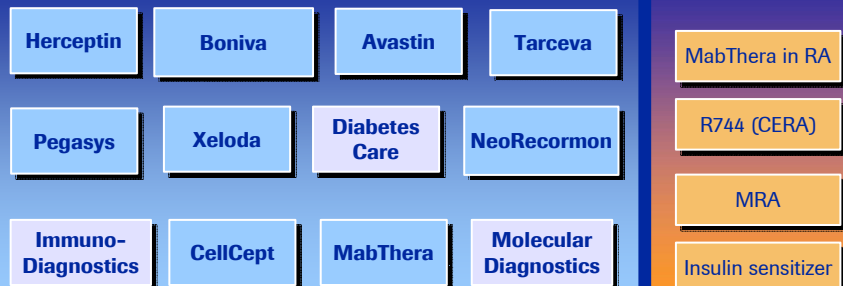 Herceptin
Boniva
Avastin
Tarceva
MabThera in RA
Pegasys
Xeloda
Diabetes
Care
NeoRecormon
R744 (CERA)
MRA
Immuno-
Diagnostics
CellCept
MabThera
Molecular
Diagnostics
Insulin sensitizer